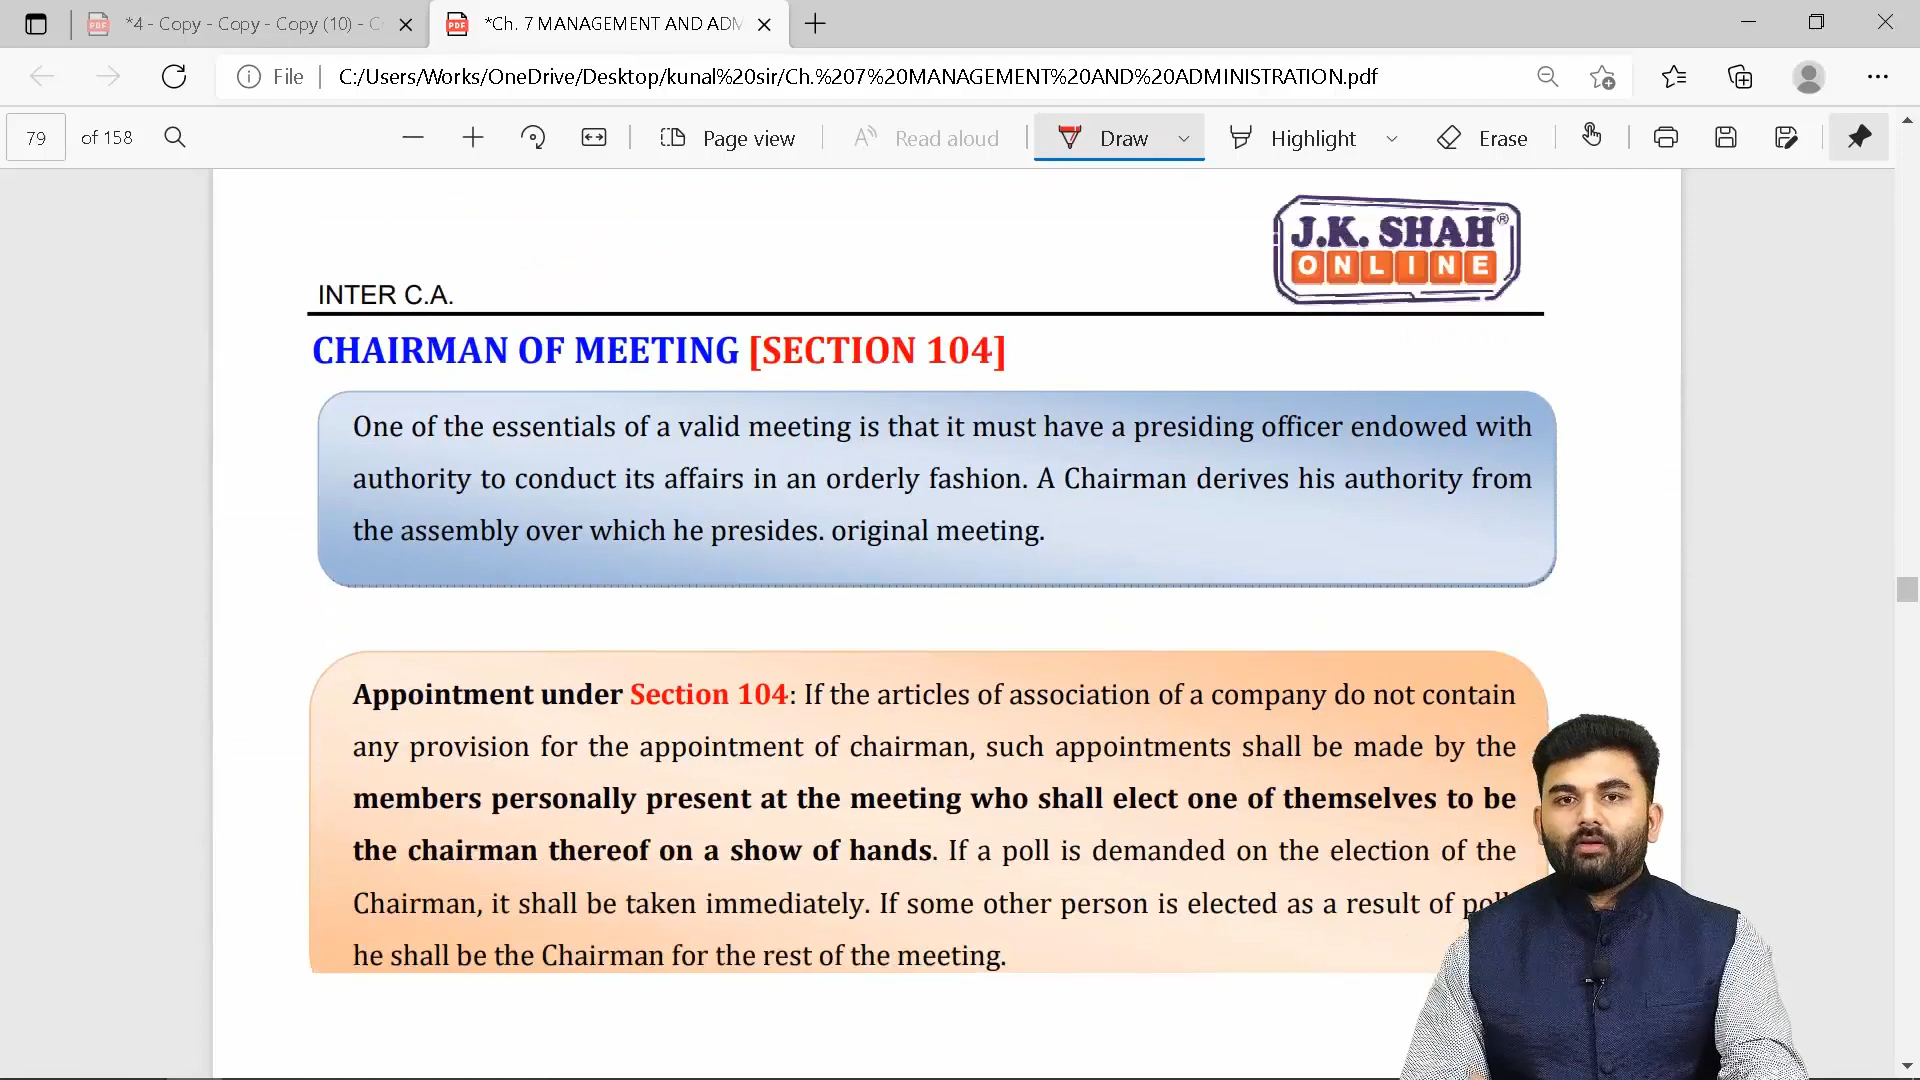 *4 - Copy - Copy - Copy (10) - C
*Ch. 7 MANAGEMENT AND ADM
File
C:/Users/Works/OneDrive/Desktop/kunal%20sir/Ch.%207%20MANAGEMENT%20AND%20ADMINISTRATION.pdf
79 of 158
Page view
Read aloud
Draw
Highlight
Erase
J.K. SHAH®
ONLINE
INTER C.A.
CHAIRMAN OF MEETING [SECTION 104]
One of the essentials of a valid meeting is that it must have a presiding officer endowed with
authority to conduct its affairs in an orderly fashion. A Chairman derives his authority from
the assembly over which he presides. original meeting.
Appointment under Section 104: If the articles of association of a company do not contain
any provision for the appointment of chairman, such appointments shall be made by the
members personally present at the meeting who shall elect one of themselves to be
the chairman thereof on a show of hands. If a poll is demanded on the election of the
Chairman, it shall be taken immediately. If some other person is elected as a result of poll
he shall be the Chairman for the rest of the meeting.